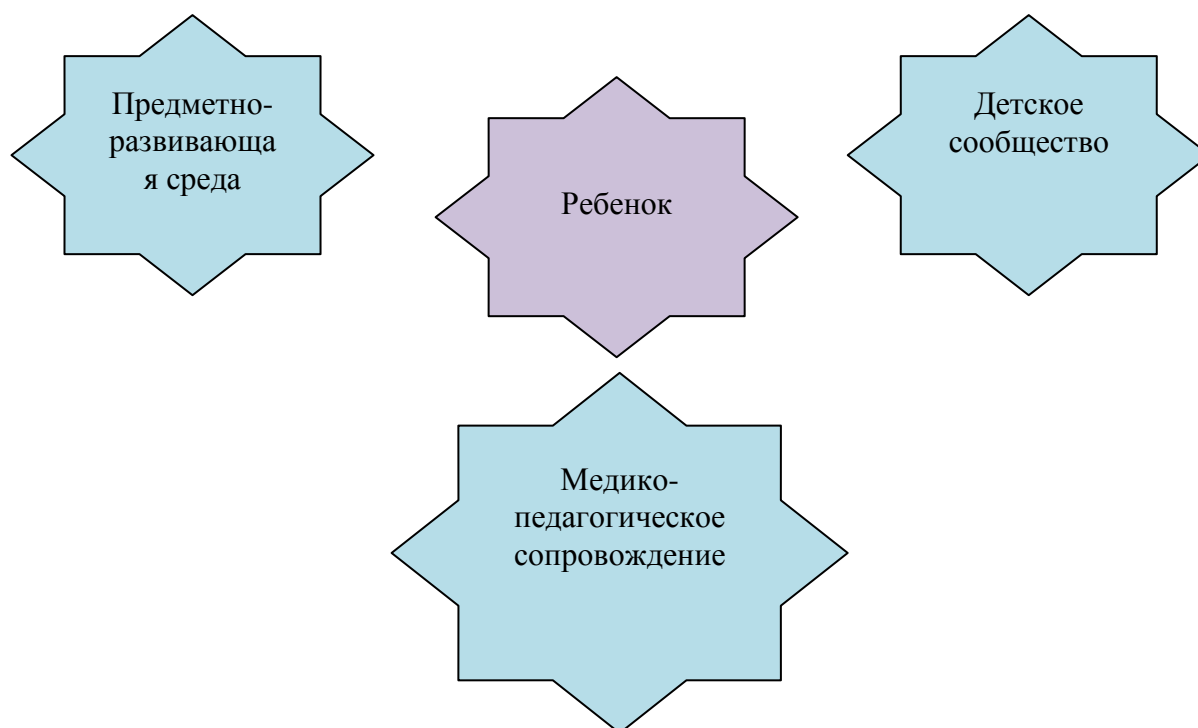 Предметно-
развивающа
я среда
Ребенок
Детское
сообщество
Медико-
педагогическое
сопровождение